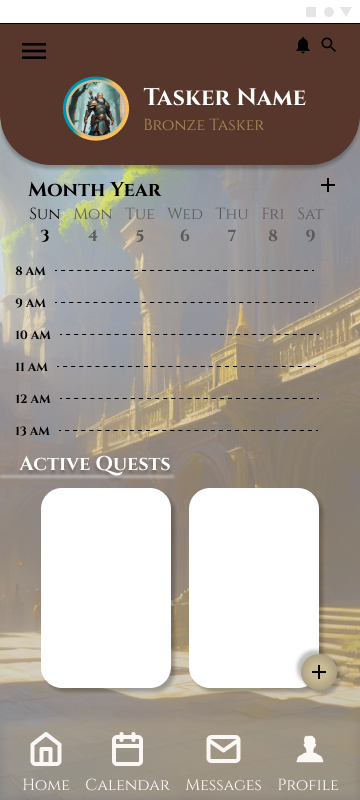 Tasker Name
Bronze Tasker
Month Year
Sun Mon Tue Wed Thu Fri Sat
3 4 5 6 7 8 9
8 AM
9 AM
10 AM
11 AM
12 AM
13 AM
Active Quests
Home Calendar Messages Profile